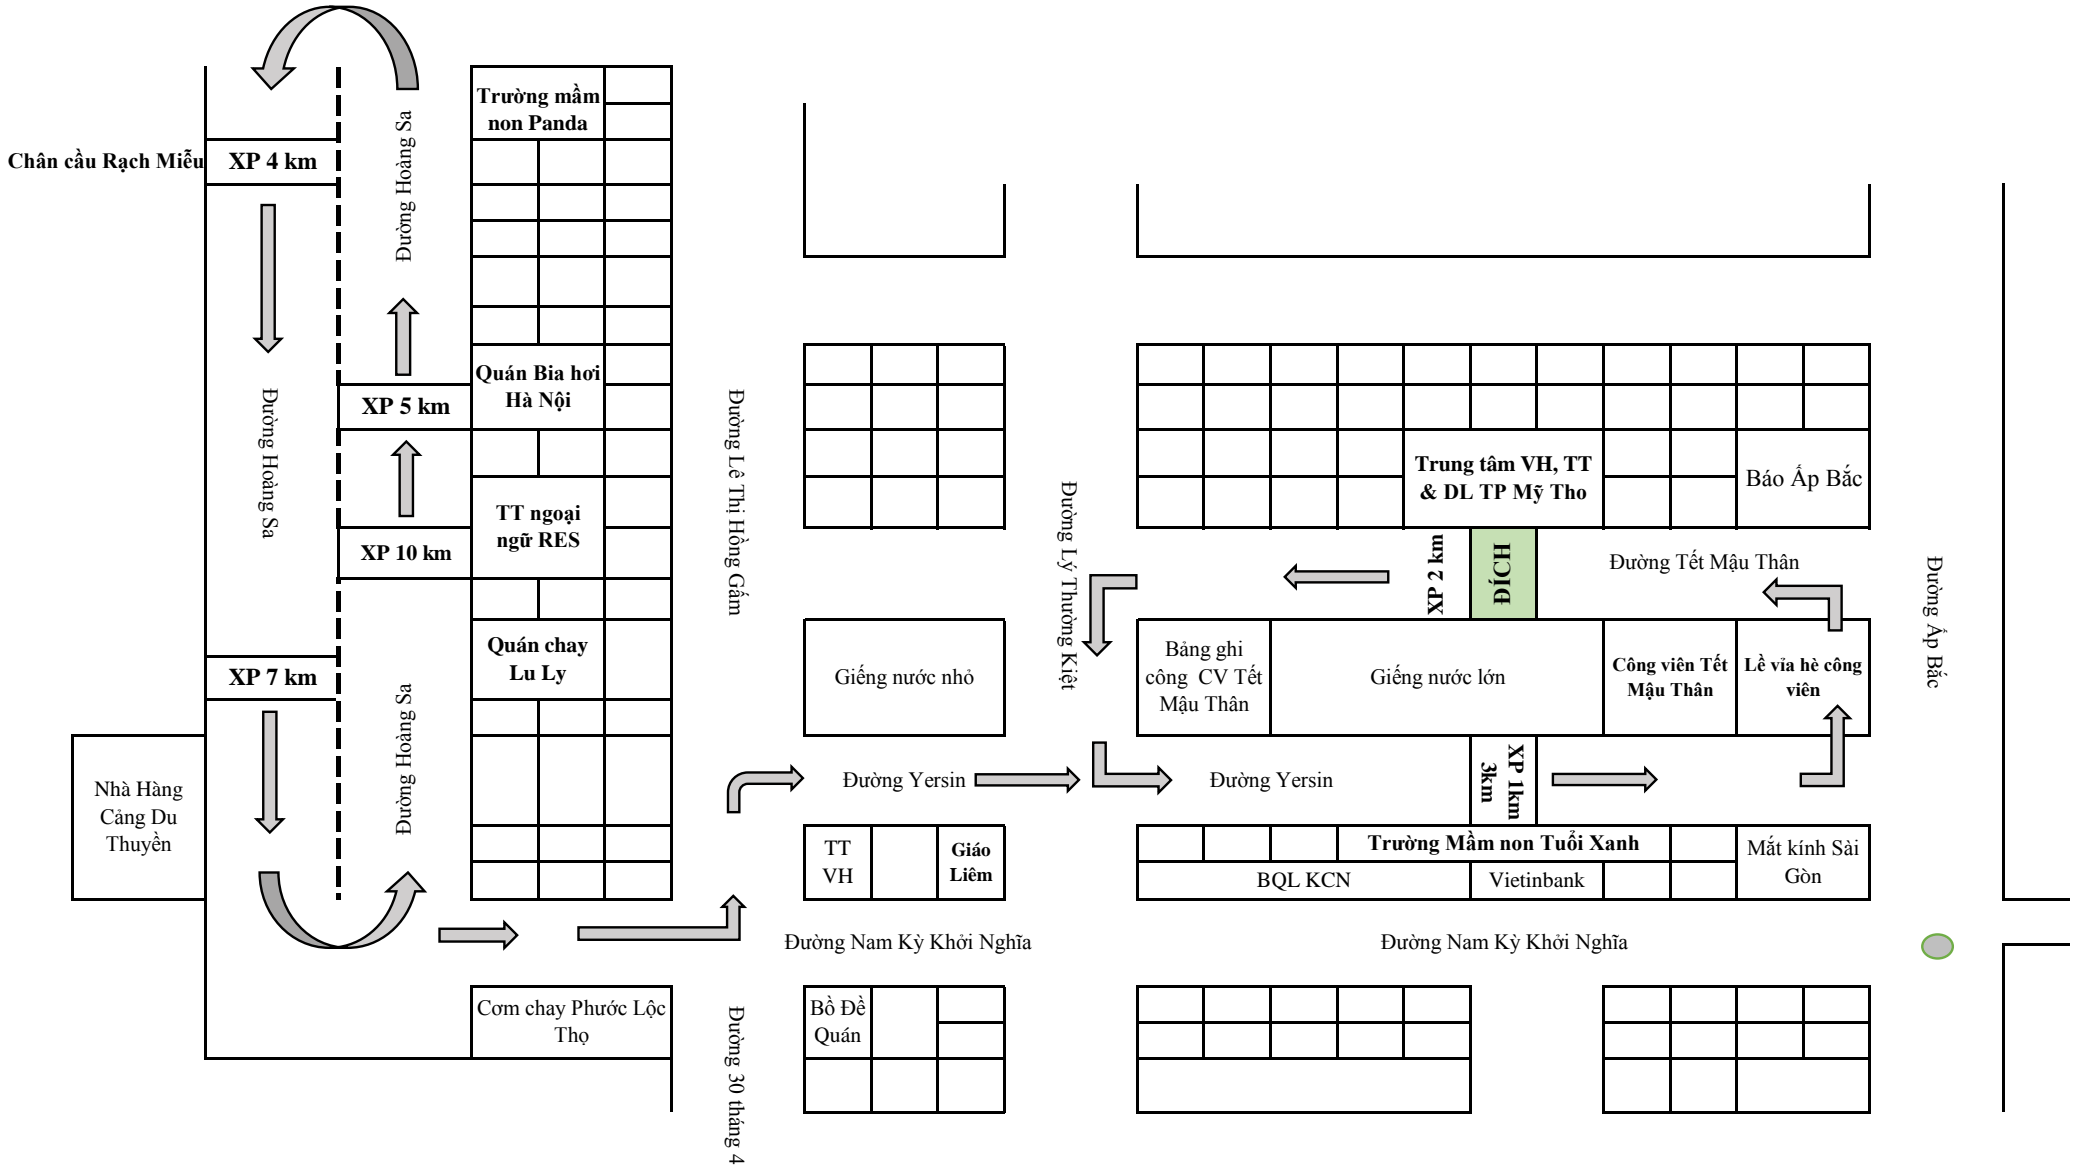 Trường mầm
non Panda
Đường Hoàng Sa
Chân cầu Rạch Miễu
XP 4 km
Quán Bia hơi
Hà Nội
XP 5 km
Đường Hoàng Sa
Đường Lê Thị Hồng Gấm
Đường Lý Thường Kiệt
Trung tâm VH, TT
& DL TP Mỹ Tho
Báo Ấp Bắc
TT ngoại
ngữ RES
XP 10 km
XP 2 km
ĐÍCH
Đường Tết Mậu Thân
Đường Ấp Bắc
Quán chay
Lu Ly
XP 7 km
Đường Hoàng Sa
Giếng nước nhỏ
Bảng ghi
công CV Tết
Mậu Thân
Giếng nước lớn
Công viên Tết
Mậu Thân
Lề vỉa hè công
viên
Nhà Hàng
Cảng Du
Thuyền
Đường Yersin
Đường Yersin
XP 1km
3km
TT
VH
Giáo
Liêm
Trường Mầm non Tuổi Xanh
Mắt kính Sài
Gòn
BQL KCN
Vietinbank
Đường Nam Kỳ Khởi Nghĩa
Đường Nam Kỳ Khởi Nghĩa
Cơm chay Phước Lộc
Thọ
Đường 30 tháng 4
Bồ Đề
Quán